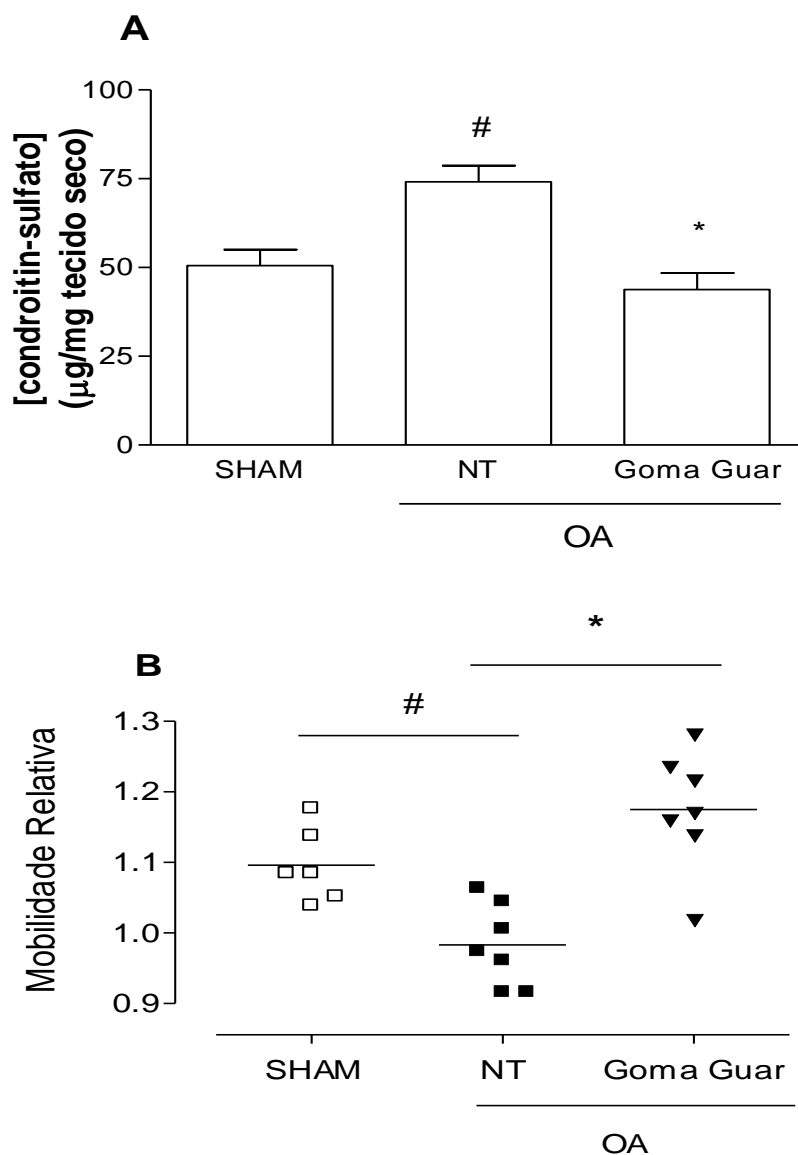 A
[condroitin-sulfato]
(µg/mg tecido seco)
100
75
50
25
0
#
*
SHAM NT Goma Guar
OA
B
Mobilidade Relativa
1.3
1.2
1.1
1.0
0.9
#
*
SHAM NT Goma Guar
OA